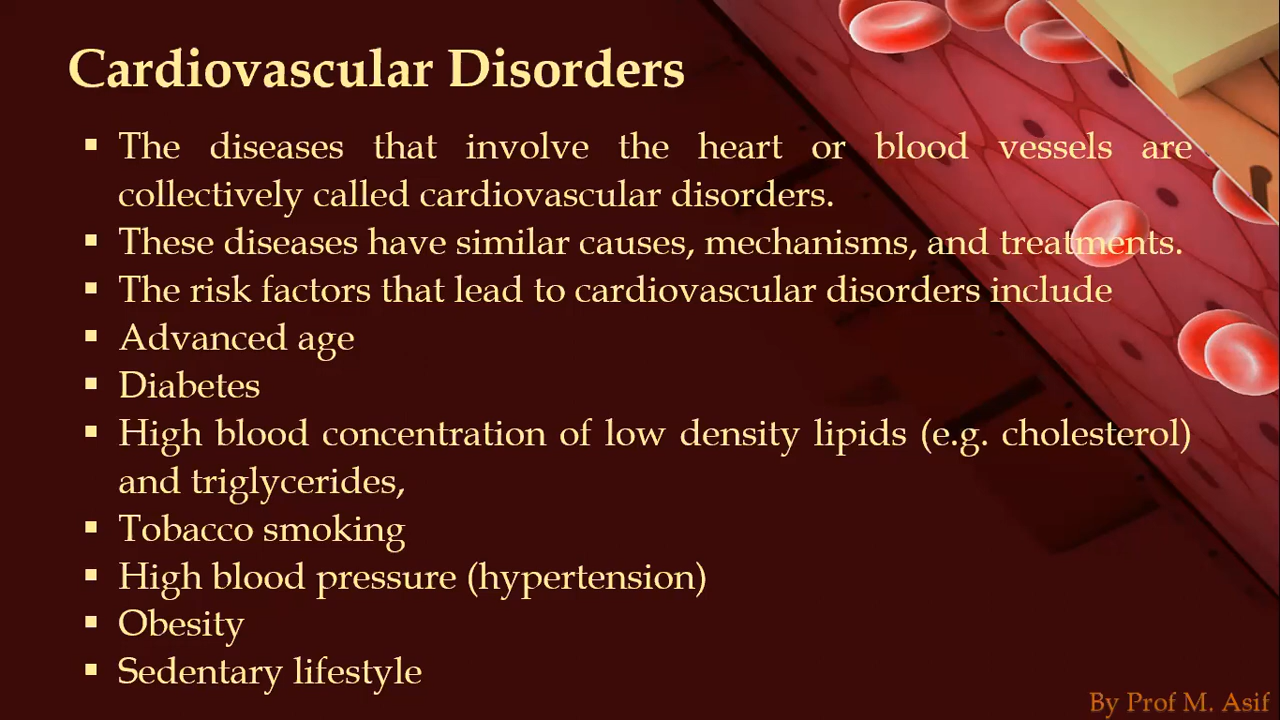 Cardiovascular Disorders
▪ The diseases that involve the heart or blood vessels are
collectively called cardiovascular disorders.
▪ These diseases have similar causes, mechanisms, and treatments.
▪ The risk factors that lead to cardiovascular disorders include
▪ Advanced age
▪ Diabetes
▪ High blood concentration of low density lipids (e.g. cholesterol)
and triglycerides,
▪ Tobacco smoking
▪ High blood pressure (hypertension)
▪ Obesity
▪ Sedentary lifestyle
By Prof M. Asif